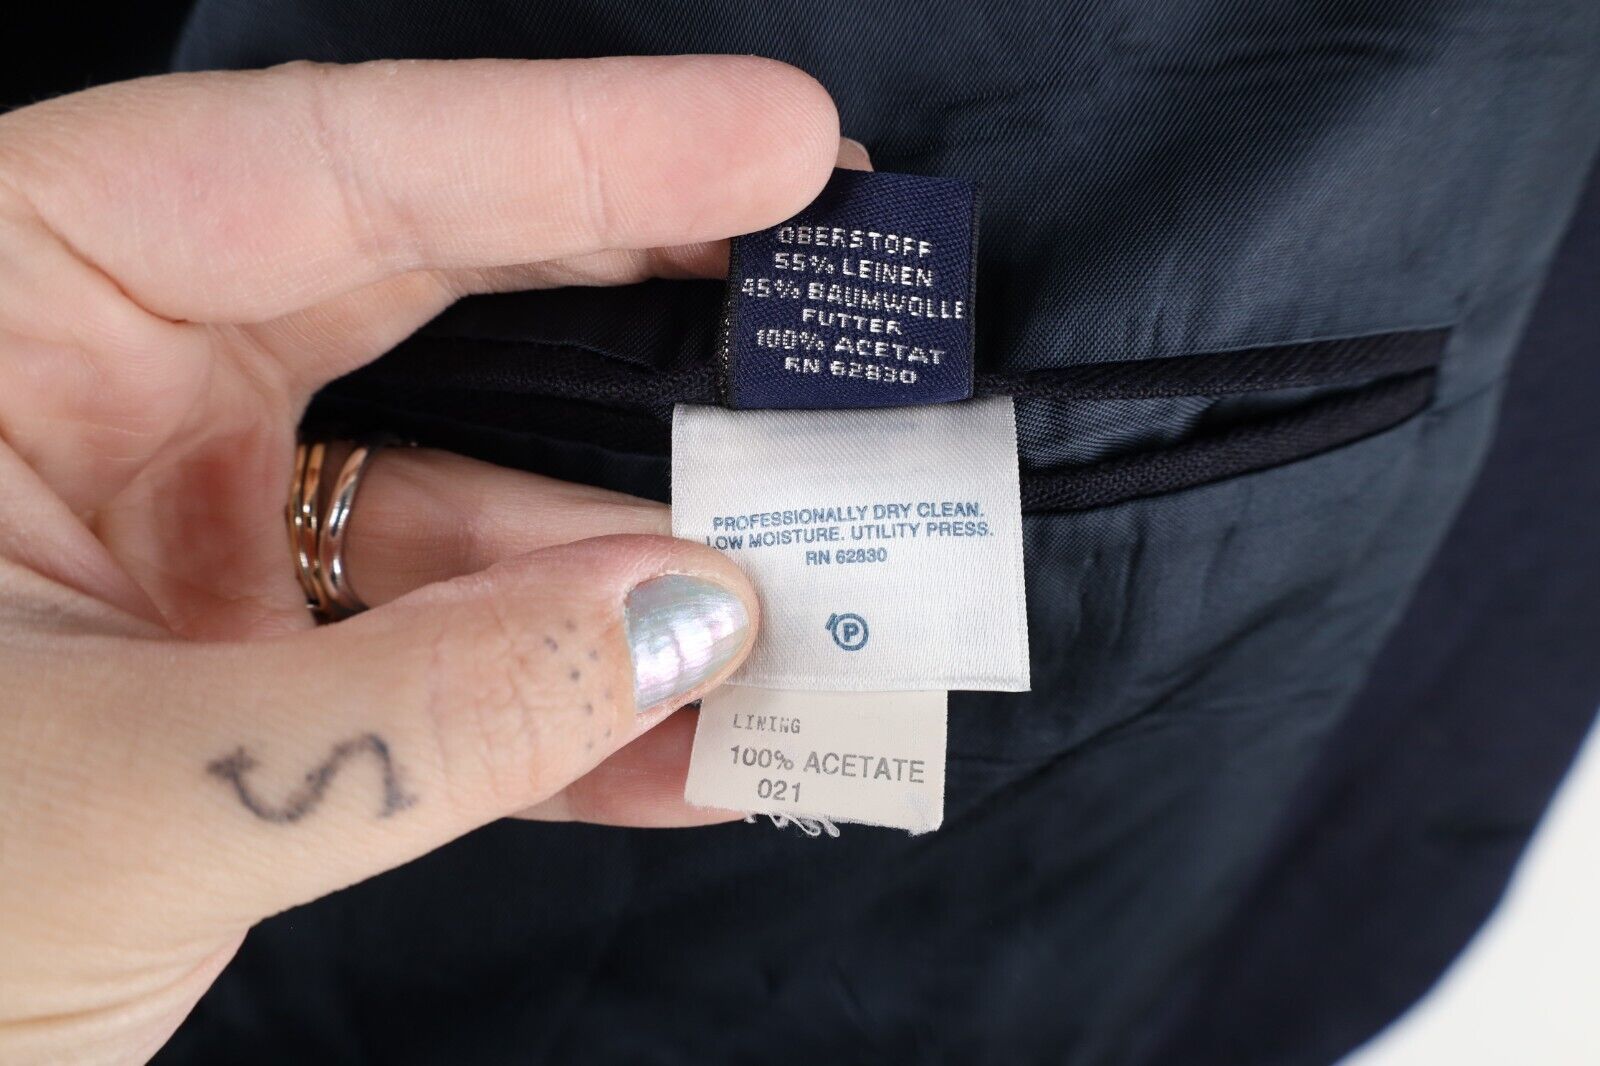 OBERSTOFF
55% LEINEN
45% BAUMWOLLE
FUTTER
100% ACETAT
RN 62830
PROFESSIONALLY DRY CLEAN.
LOW MOISTURE. UTILITY PRESS.
RN 62830
P
LINING
100% ACETATE
021